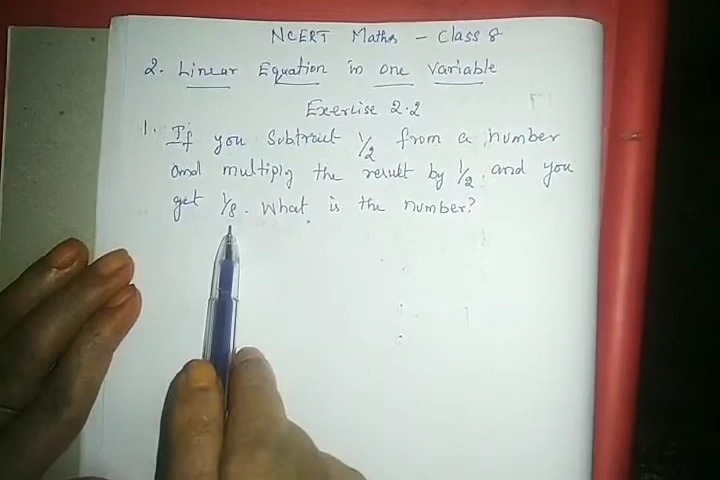 NCERT Maths - Class 8
2. Linear Equation in one Variable
Exercise 2.2
1. If you subtract 1/2 from a number
and multiply the result by 1/2 and you
get 1/8. What is the number?